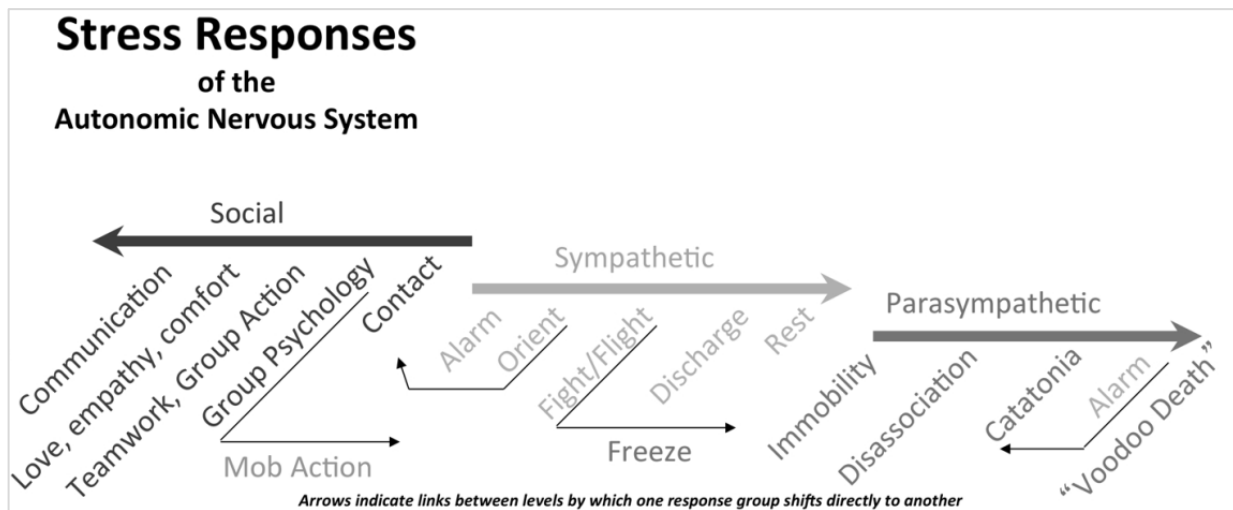 Stress Responses
of the
Autonomic Nervous System
Social
Communication
Love, empathy, comfort
Teamwork, Group Action
Group Psychology
Contact
Mob Action
Sympathetic
Alarm
Orient
Fight/Flight
Discharge
Rest
Freeze
Parasympathetic
Immobility
Disassociation
Catatonia
Alarm
“Voodoo Death”
Arrows indicate links between levels by which one response group shifts directly to another